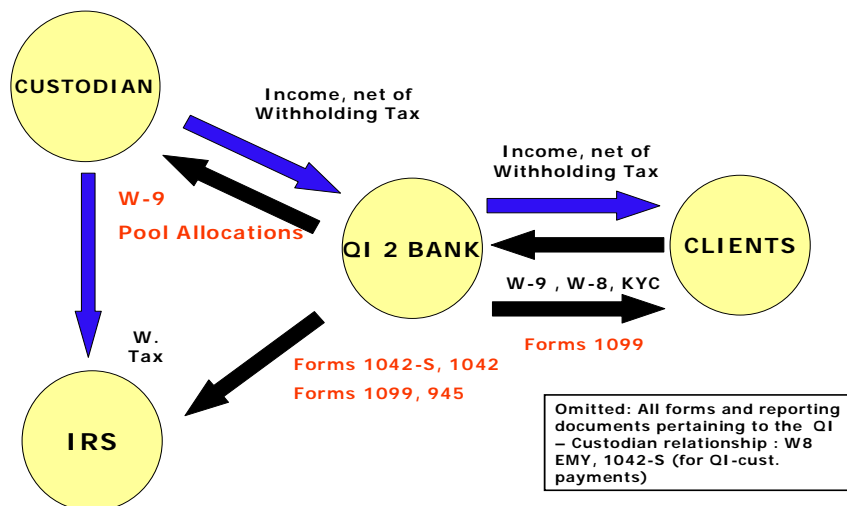 CUSTODIAN
Income, net of
Withholding Tax
Income, net of
Withholding Tax
W-9
Pool Allocations
QI 2 BANK
CLIENTS
W-9 , W-8, KYC
Forms 1099
W.
Tax
Forms 1042-S, 1042
Forms 1099, 945
IRS
Omitted: All forms and reporting
documents pertaining to the QI
– Custodian relationship : W8
EMY, 1042-S (for QI-cust.
payments)